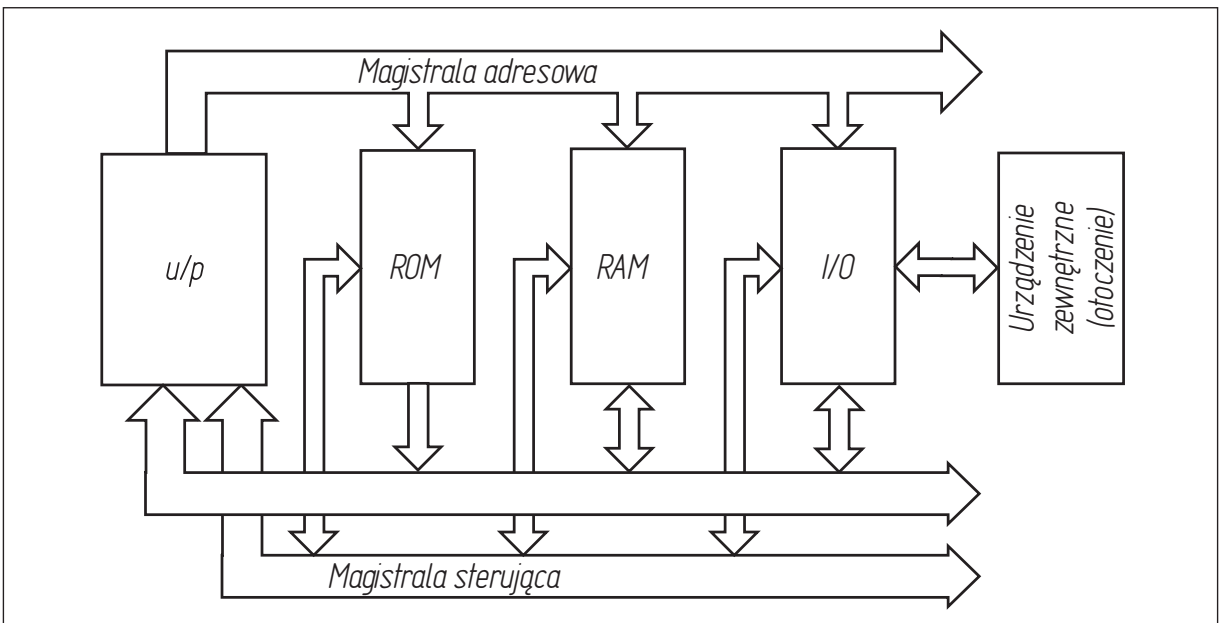 Magistrala adresowa
u/p
ROM
RAM
I/O
Urządzenie
zewnętrzne
(otoczenie)
Magistrala sterująca